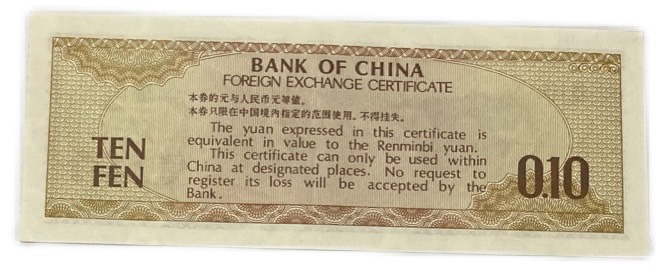 BANK OF CHINA
FOREIGN EXCHANGE CERTIFICATE
本券的元与人民币元等值。
本券只限在中国境内指定的范围使用，不得挂失。
The yuan expressed in this certificate is
equivalent in value to the Renminbi yuan.
This certificate can only be used within
China at designated places. No request to
register its loss will be accepted by the
Bank.
TEN
FEN
0.10